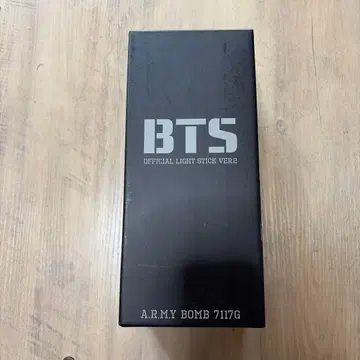 BTS
OFFICIAL LIGHT STICK VER.2
A.R.M.Y BOMB 7117G